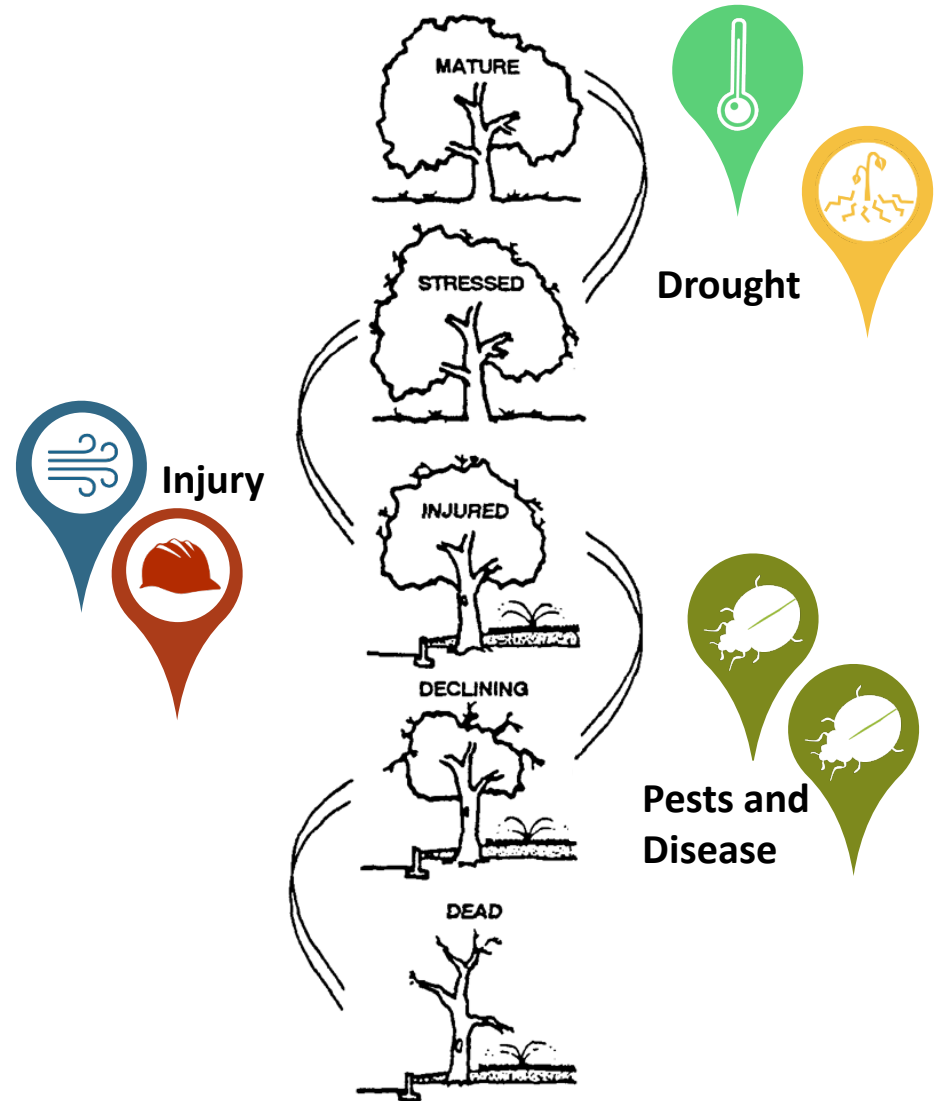 MATURE
STRESSED
Drought
Injury
INJURED
DECLINING
Pests and
Disease
DEAD